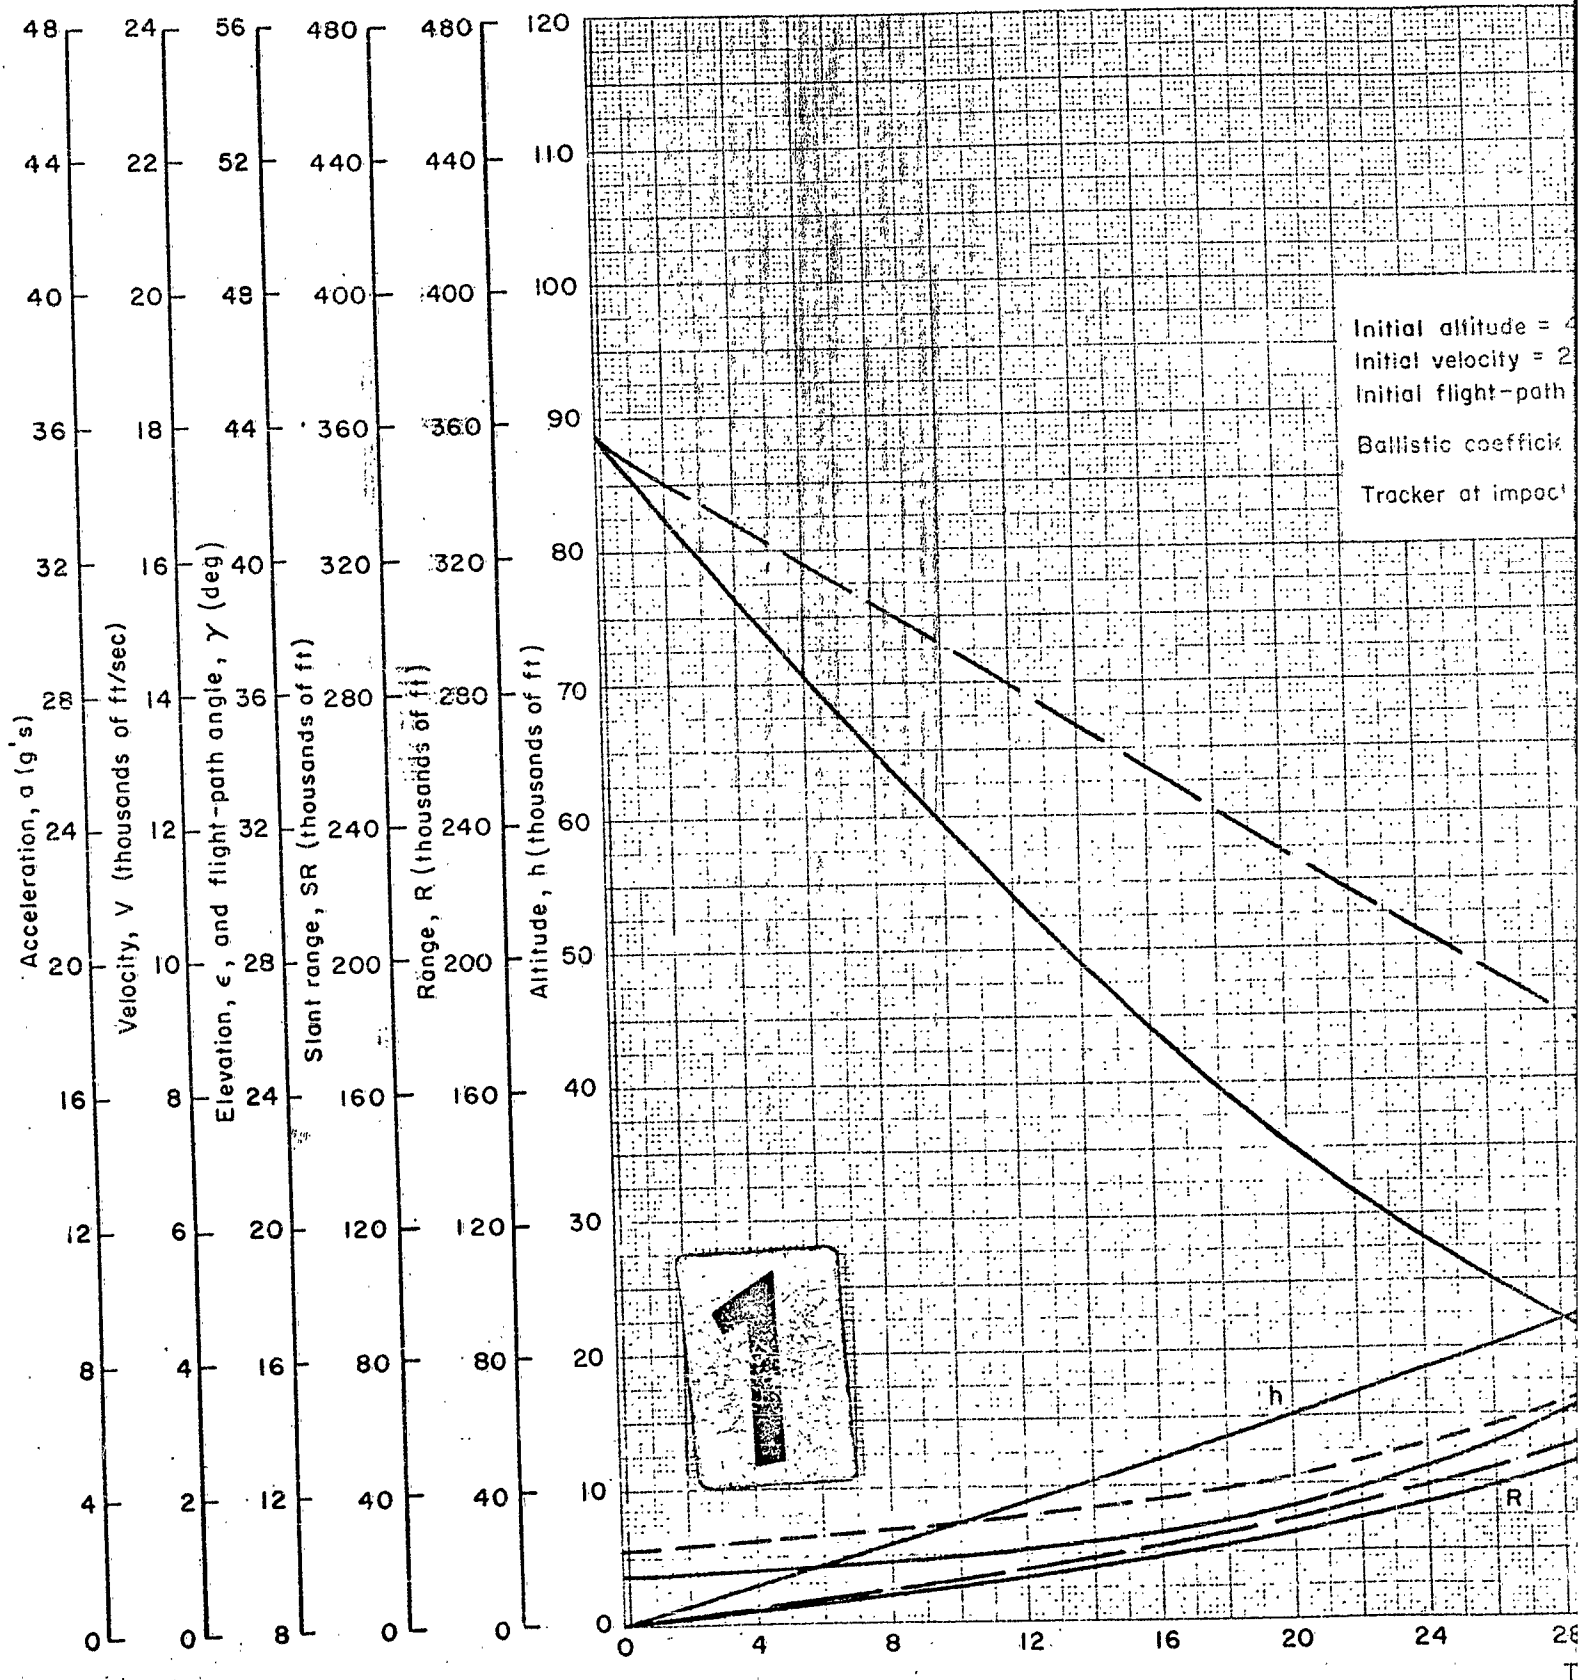 48 24 56 480 480 120
44 22 52 440 440 110
40 20 48 400 400 100
36 18 44 360 360 90
32 16 40 320 320 80
28 14 36 280 280 70
24 12 32 240 240 60
20 10 28 200 200 50
16 8 24 160 160 40
12 6 20 120 120 30
8 4 16 80 80 20
4 2 12 40 40 10
0 0 8 0 0 0
Acceleration, a (g's)
Velocity, V (thousands of ft/sec)
Elevation, ϵ, and flight-path angle, γ (deg)
Slant range, SR (thousands of ft)
Range, R (thousands of ft)
Altitude, h (thousands of ft)
Initial altitude = 4
Initial velocity = 2
Initial flight-path
Ballistic coeffici
Tracker at impact
1
h
R
0 4 8 12 16 20 24 28
T